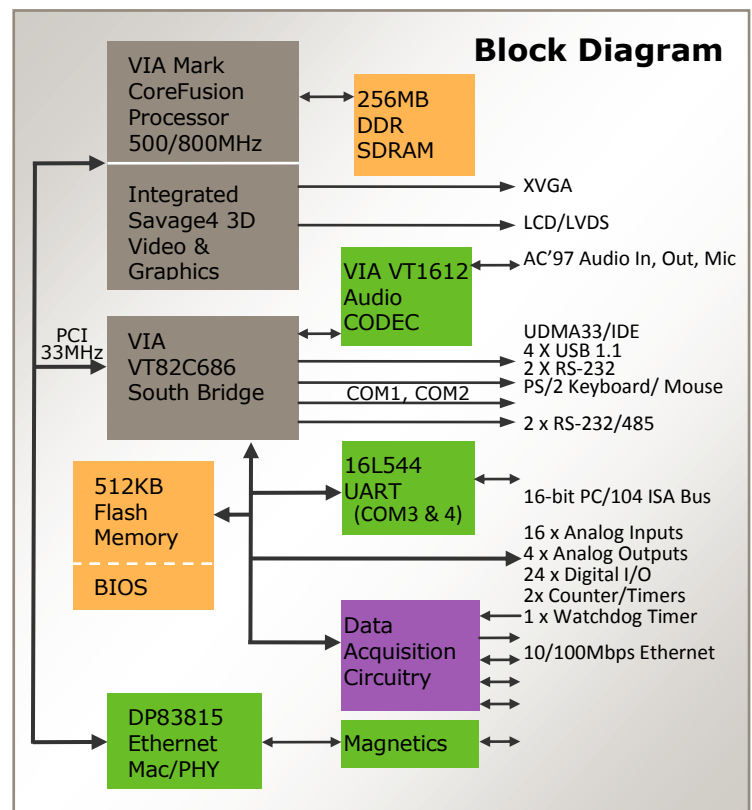 Block Diagram
VIA Mark
CoreFusion
Processor
500/800MHz
256MB
DDR
SDRAM
Integrated
Savage4 3D
Video &
Graphics
XVGA
LCD/LVDS
VIA VT1612
Audio
CODEC
AC’97 Audio In, Out, Mic
PCI
33MHz
VIA
VT82C686
South Bridge
COM1, COM2
UDMA33/IDE
4 X USB 1.1
2 X RS-232
PS/2 Keyboard/ Mouse
2 x RS-232/485
512KB
Flash
Memory
BIOS
16L544
UART
(COM3 & 4)
16-bit PC/104 ISA Bus
16 x Analog Inputs
4 x Analog Outputs
24 x Digital I/O
2x Counter/Timers
1 x Watchdog Timer
Data
Acquisition
Circuitry
10/100Mbps Ethernet
DP83815
Ethernet
Mac/PHY
Magnetics